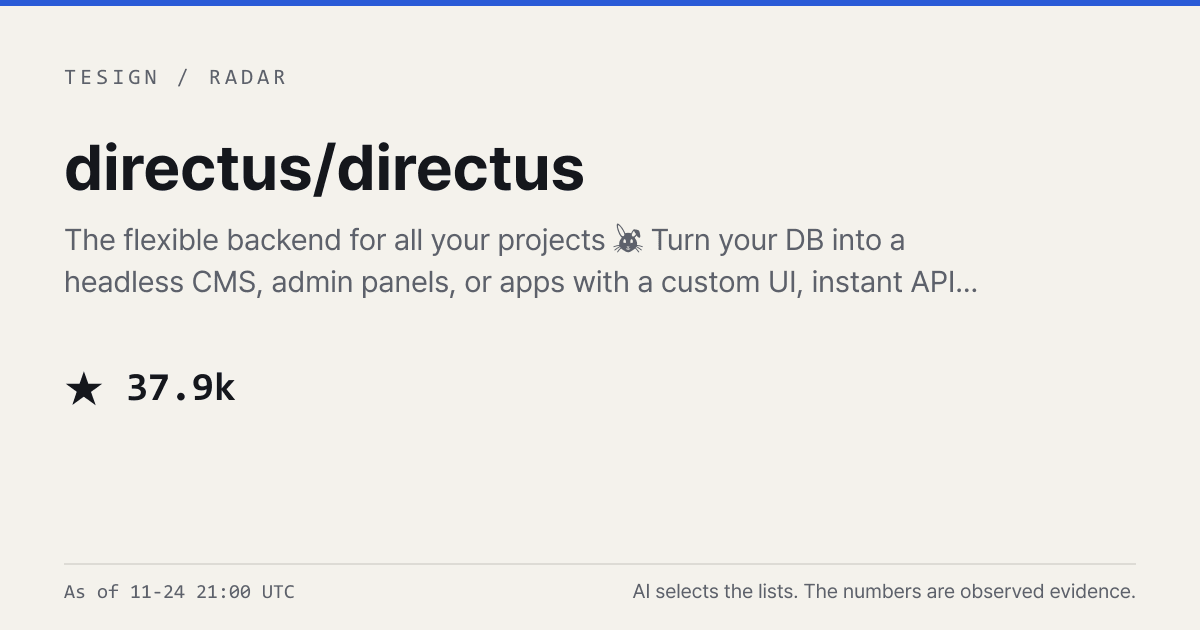 TESIGN / RADAR
directus/directus
The flexible backend for all your projects 🐰 Turn your DB into a
headless CMS, admin panels, or apps with a custom UI, instant API…
★ 37.9k
As of 11-24 21:00 UTC
AI selects the lists. The numbers are observed evidence.